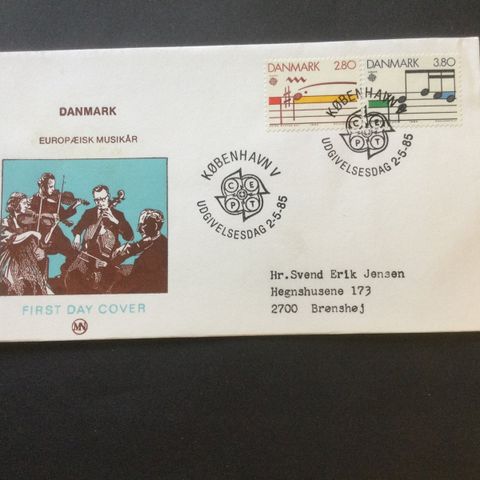 DANMARK 2.80
DANMARK 3.80
DANMARK
EUROPÆISK MUSIKÅR
KØBENHAVN V
CEPT
UDGIVELSESDAG 2-5-85
KØBENHAVN V
CEPT
UDGIVELSESDAG 2-5-85
Hr.Svend Erik Jensen
Hegnshusene 173
2700 Brønshøj
FIRST DAY COVER
MN